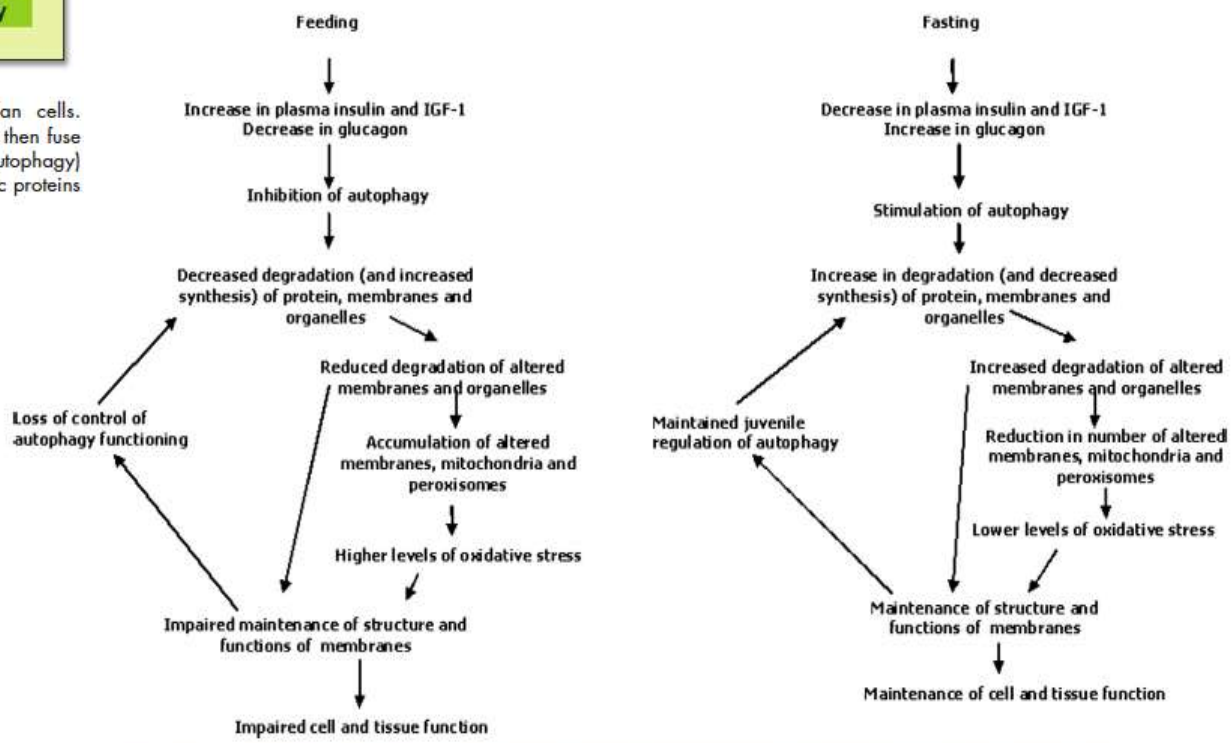 y
an cells.
then fuse
utophagy)
c proteins
Feeding
Increase in plasma insulin and IGF-1
Decrease in glucagon
Inhibition of autophagy
Decreased degradation (and increased
synthesis) of protein, membranes and
organelles
Reduced degradation of altered
membranes and organelles
Loss of control of
autophagy functioning
Accumulation of altered
membranes, mitochondria and
peroxisomes
Higher levels of oxidative stress
Impaired maintenance of structure and
functions of membranes
Impaired cell and tissue function
Fasting
Decrease in plasma insulin and IGF-1
Increase in glucagon
Stimulation of autophagy
Increase in degradation (and decreased
synthesis) of protein, membranes and
organelles
Increased degradation of altered
membranes and organelles
Maintained juvenile
regulation of autophagy
Reduction in number of altered
membranes, mitochondria and
peroxisomes
Lower levels of oxidative stress
Maintenance of structure and
functions of membranes
Maintenance of cell and tissue function